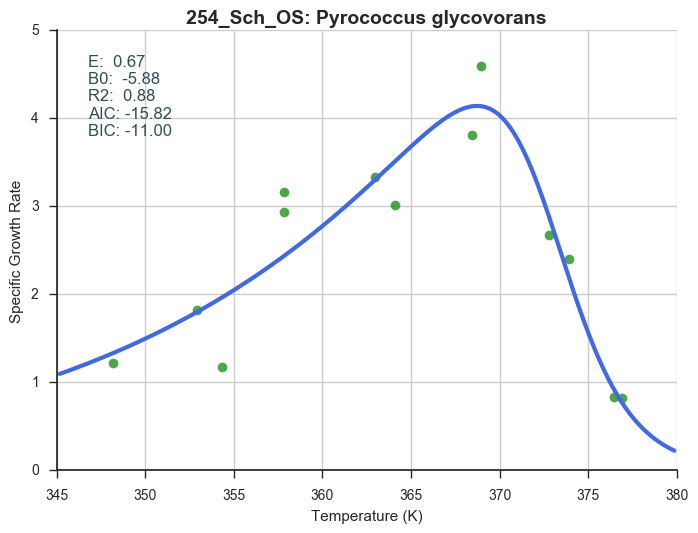 254_Sch_OS: Pyrococcus glycovorans
E:  0.67
B0:  -5.88
R2:  0.88
AIC: -15.82
BIC: -11.00
Specific Growth Rate
5
4
3
2
1
0
345 350 355 360 365 370 375 380
Temperature (K)